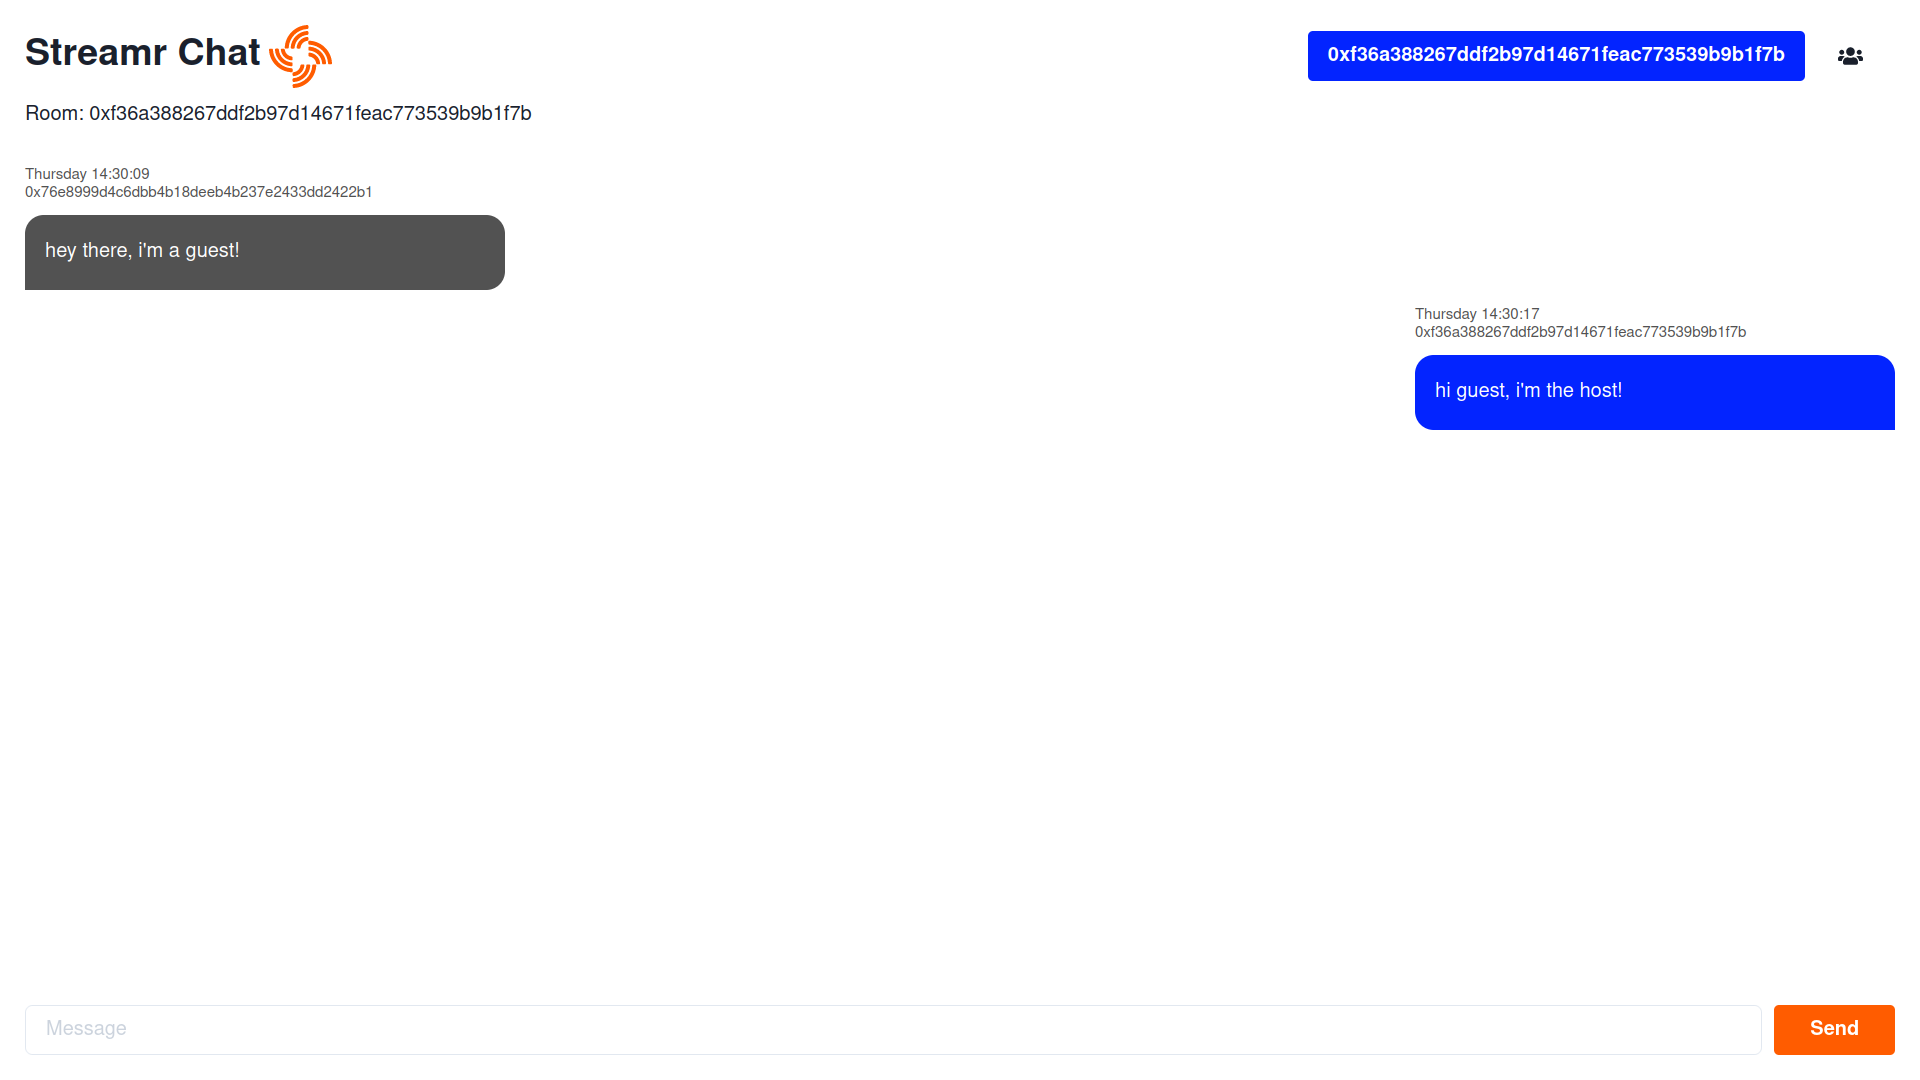 Streamr Chat
0xf36a388267ddf2b97d14671feac773539b9b1f7b
Room: 0xf36a388267ddf2b97d14671feac773539b9b1f7b
Thursday 14:30:09
0x76e8999d4c6dbb4b18deeb4b237e2433dd2422b1
hey there, i'm a guest!
Thursday 14:30:17
0xf36a388267ddf2b97d14671feac773539b9b1f7b
hi guest, i'm the host!
Message
Send